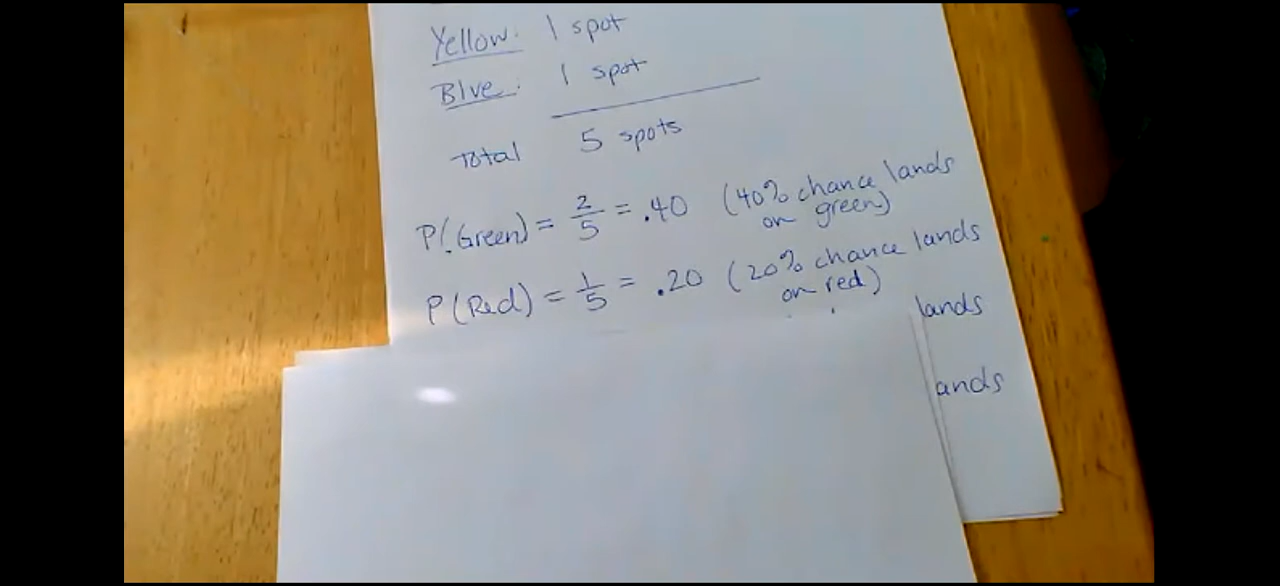 Yellow: 1 spot
Blue: 1 spot
Total 5 spots
P(Green) = 2/5 = .40 (40% chance lands
on green)
P(Red) = 1/5 = .20 (20% chance lands
on red)
lands
ands